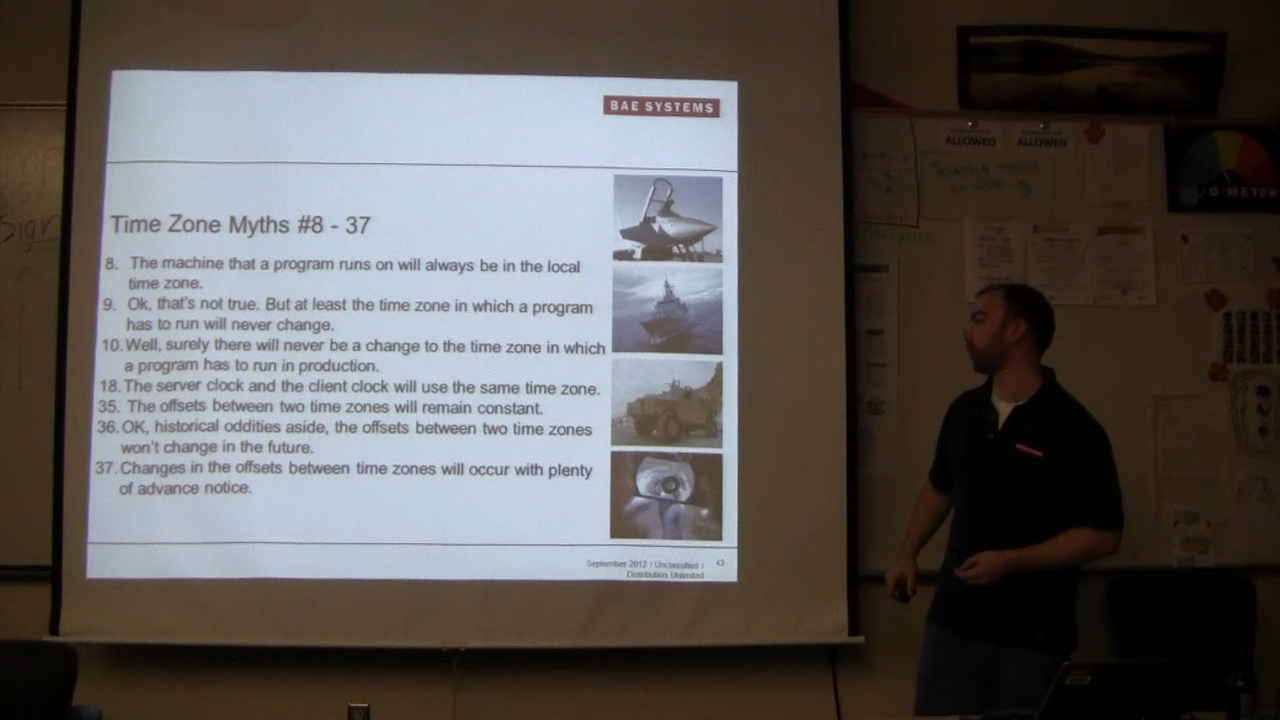 BAE SYSTEMS
Time Zone Myths #8 - 37
8. The machine that a program runs on will always be in the local
time zone.
9. Ok, that's not true. But at least the time zone in which a program
has to run will never change.
10. Well, surely there will never be a change to the time zone in which
a program has to run in production.
18. The server clock and the client clock will use the same time zone.
35. The offsets between two time zones will remain constant.
36. OK, historical oddities aside, the offsets between two time zones
won't change in the future.
37. Changes in the offsets between time zones will occur with plenty
of advance notice.
September 2012 / Unclassified /
Distribution Unlimited
43
ALLOWED
ALLOWED
-O-METER
Sign